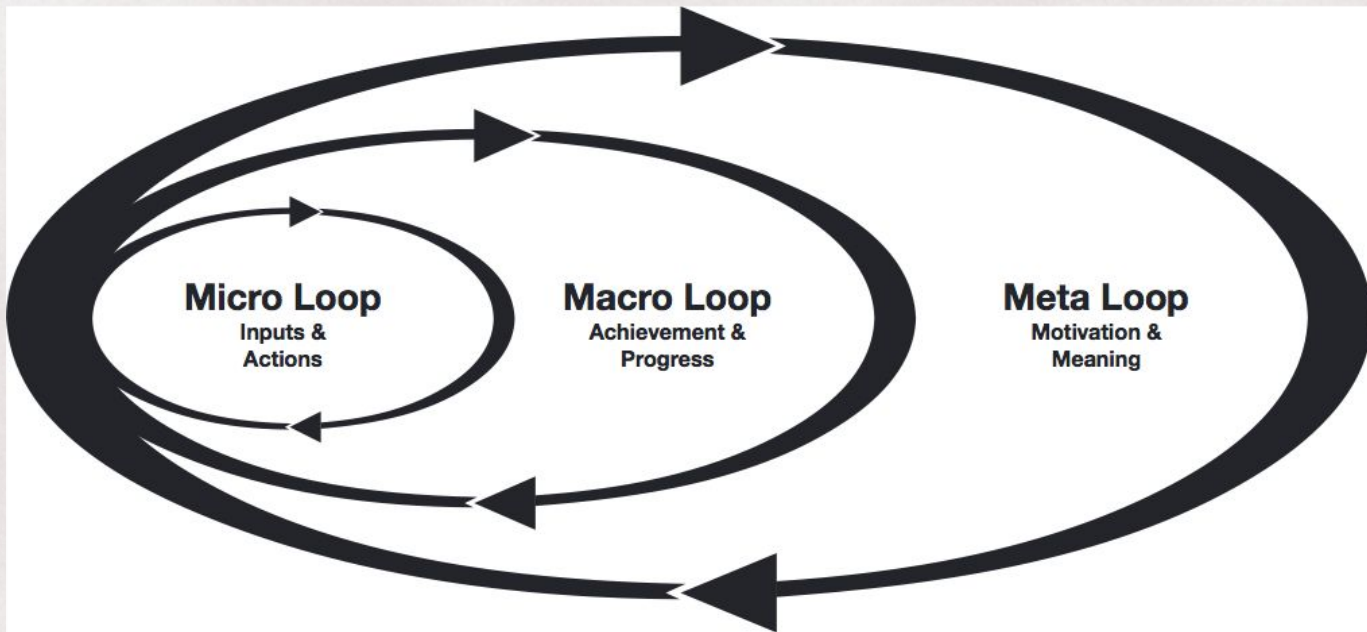 Micro Loop
Inputs &
Actions
Macro Loop
Achievement &
Progress
Meta Loop
Motivation &
Meaning